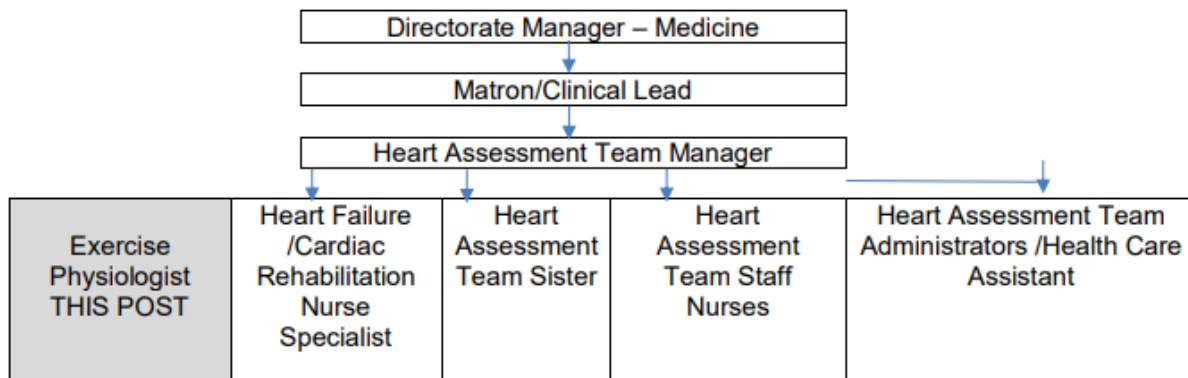 Directorate Manager – Medicine
Matron/Clinical Lead
Heart Assessment Team Manager
Exercise
Physiologist
THIS POST
Heart Failure
/Cardiac
Rehabilitation
Nurse
Specialist
Heart
Assessment
Team Sister
Heart
Assessment
Team Staff
Nurses
Heart Assessment Team
Administrators /Health Care
Assistant